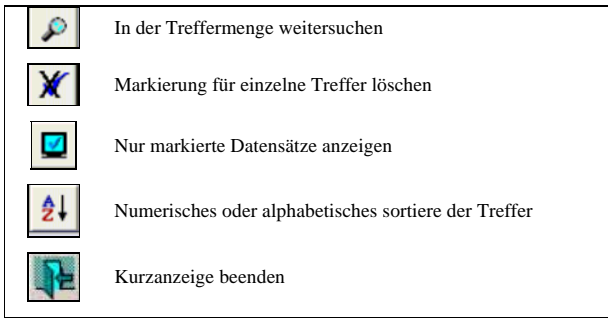 In der Treffermenge weitersuchen
Markierung für einzelne Treffer löschen
Nur markierte Datensätze anzeigen
A
Z
Numerisches oder alphabetisches sortiere der Treffer
Kurzanzeige beenden